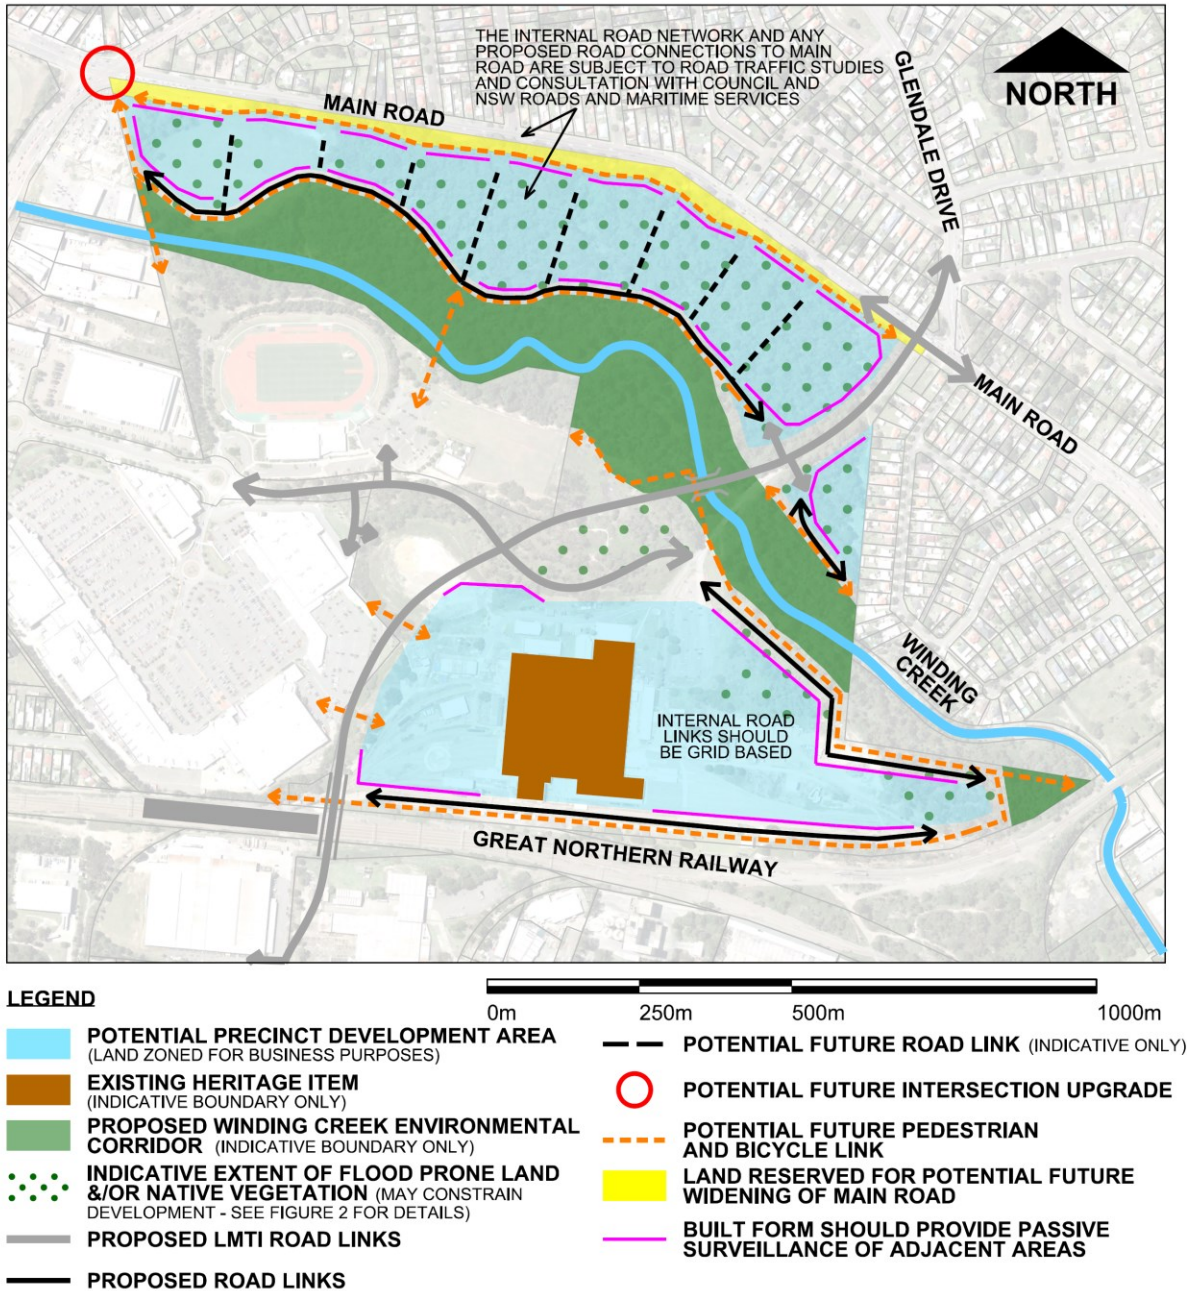 THE INTERNAL ROAD NETWORK AND ANY
PROPOSED ROAD CONNECTIONS TO MAIN
ROAD ARE SUBJECT TO ROAD TRAFFIC STUDIES
AND CONSULTATION WITH COUNCIL AND
NSW ROADS AND MARITIME SERVICES
MAIN ROAD
GLENDALE DRIVE
NORTH
MAIN ROAD
WINDING
CREEK
INTERNAL ROAD
LINKS SHOULD
BE GRID BASED
GREAT NORTHERN RAILWAY
LEGEND
0m 250m 500m 1000m
POTENTIAL PRECINCT DEVELOPMENT AREA
(LAND ZONED FOR BUSINESS PURPOSES)
EXISTING HERITAGE ITEM
(INDICATIVE BOUNDARY ONLY)
PROPOSED WINDING CREEK ENVIRONMENTAL
CORRIDOR (INDICATIVE BOUNDARY ONLY)
INDICATIVE EXTENT OF FLOOD PRONE LAND
&/OR NATIVE VEGETATION (MAY CONSTRAIN
DEVELOPMENT - SEE FIGURE 2 FOR DETAILS)
PROPOSED LMTI ROAD LINKS
PROPOSED ROAD LINKS
POTENTIAL FUTURE ROAD LINK (INDICATIVE ONLY)
POTENTIAL FUTURE INTERSECTION UPGRADE
POTENTIAL FUTURE PEDESTRIAN
AND BICYCLE LINK
LAND RESERVED FOR POTENTIAL FUTURE
WIDENING OF MAIN ROAD
BUILT FORM SHOULD PROVIDE PASSIVE
SURVEILLANCE OF ADJACENT AREAS